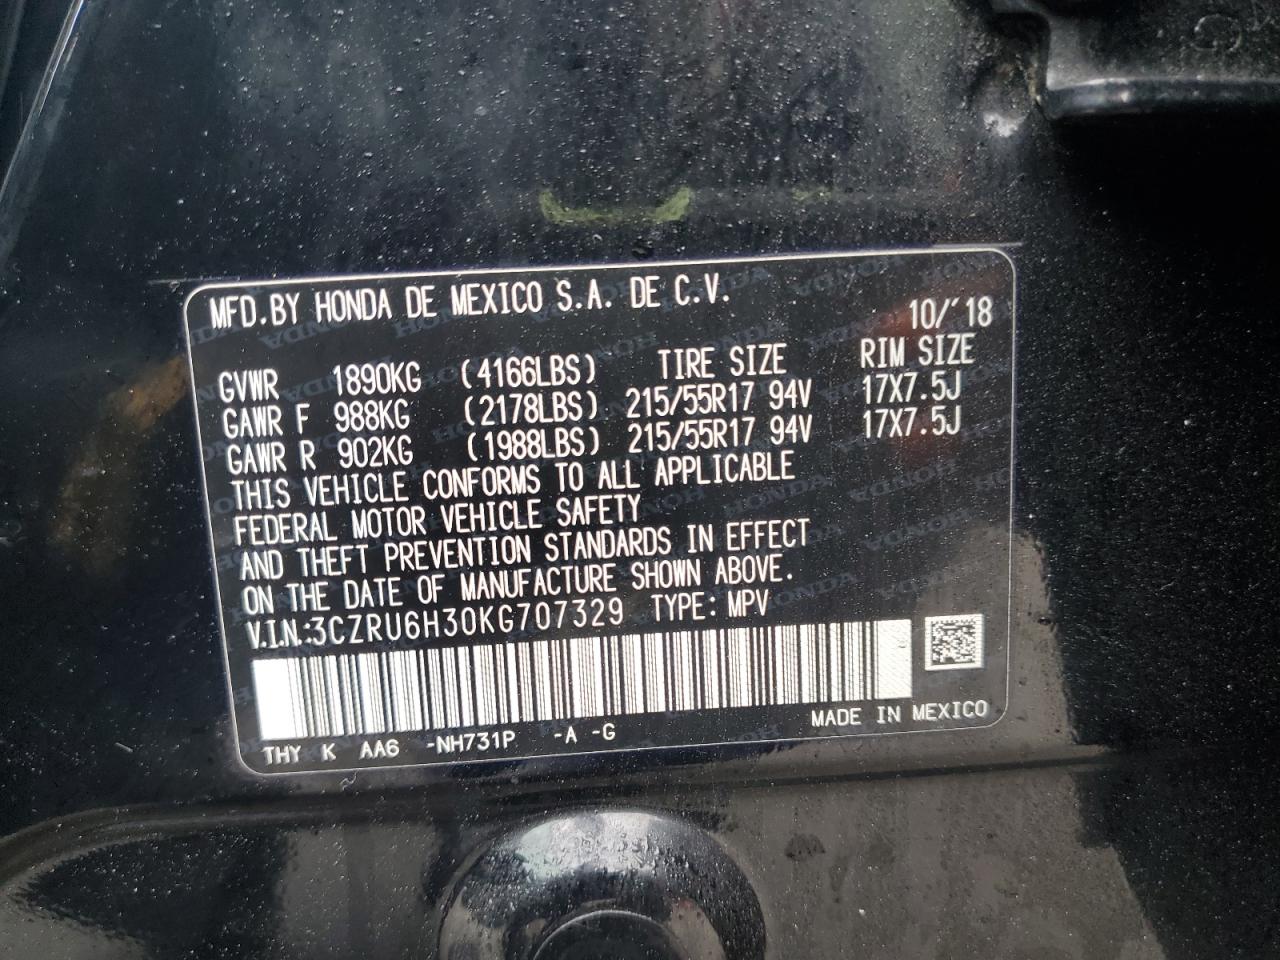 MFD.BY HONDA DE MEXICO S.A. DE C.V.
10/'18
GVWR 1890KG (4166LBS) TIRE SIZE RIM SIZE
GAWR F 988KG (2178LBS) 215/55R17 94V 17X7.5J
GAWR R 902KG (1988LBS) 215/55R17 94V 17X7.5J
THIS VEHICLE CONFORMS TO ALL APPLICABLE
FEDERAL MOTOR VEHICLE SAFETY
AND THEFT PREVENTION STANDARDS IN EFFECT
ON THE DATE OF MANUFACTURE SHOWN ABOVE.
V.I.N.:3CZRU6H30KG707329 TYPE: MPV
MADE IN MEXICO
THY K AA6 -NH731P -A -G